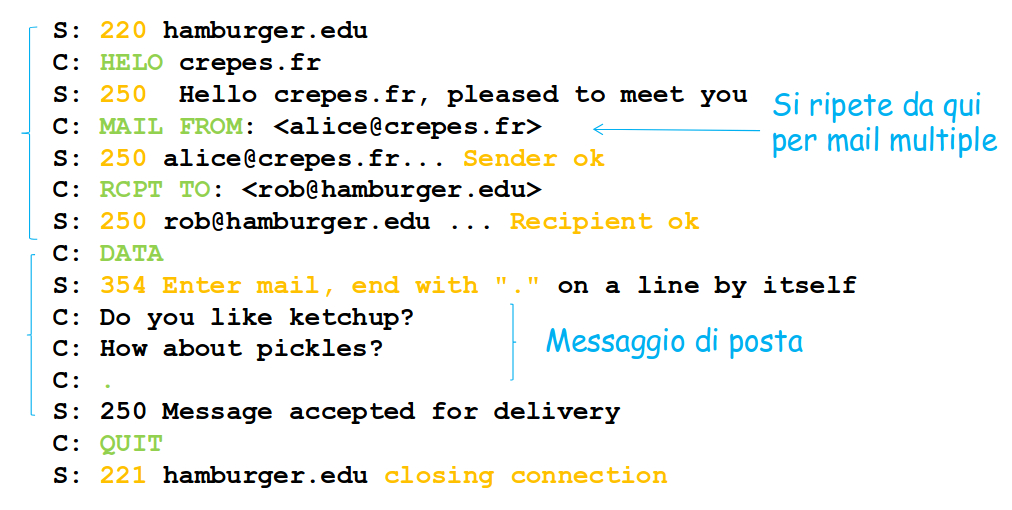 S: 220 hamburger.edu
C: HELO crepes.fr
S: 250  Hello crepes.fr, pleased to meet you
C: MAIL FROM: <alice@crepes.fr>
Si ripete da qui
per mail multiple
S: 250 alice@crepes.fr... Sender ok
C: RCPT TO: <rob@hamburger.edu>
S: 250 rob@hamburger.edu ... Recipient ok
C: DATA
S: 354 Enter mail, end with "." on a line by itself
C: Do you like ketchup?
C: How about pickles?
C: .
Messaggio di posta
S: 250 Message accepted for delivery
C: QUIT
S: 221 hamburger.edu closing connection